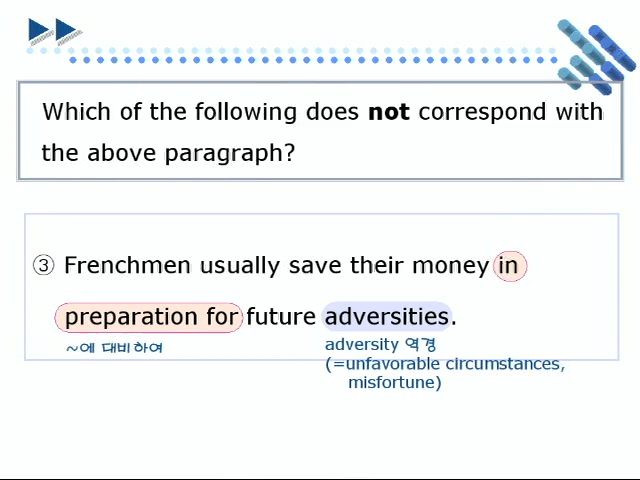 Which of the following does not correspond with
the above paragraph?
③ Frenchmen usually save their money in
preparation for future adversities.
~에 대비하여
adversity 역경
(=unfavorable circumstances,
misfortune)